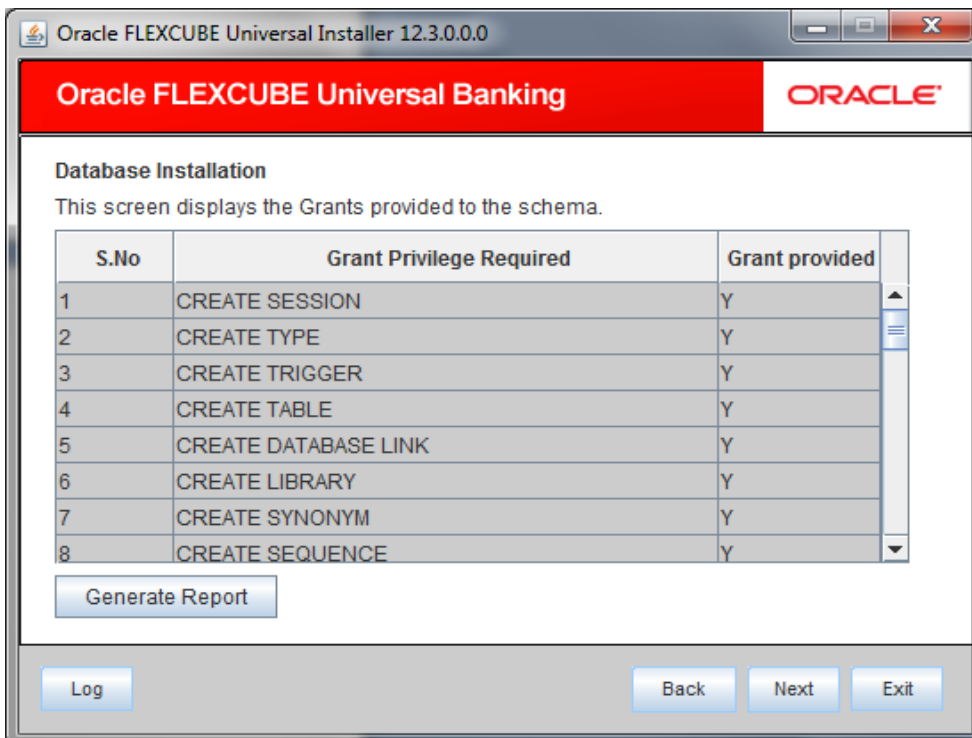 Oracle FLEXCUBE Universal Installer 12.3.0.0.0
Oracle FLEXCUBE Universal Banking
ORACLE
Database Installation
This screen displays the Grants provided to the schema.
S.No Grant Privilege Required Grant provided
1 CREATE SESSION Y
2 CREATE TYPE Y
3 CREATE TRIGGER Y
4 CREATE TABLE Y
5 CREATE DATABASE LINK Y
6 CREATE LIBRARY Y
7 CREATE SYNONYM Y
8 CREATE SEQUENCE Y
Generate Report
Log Back Next Exit